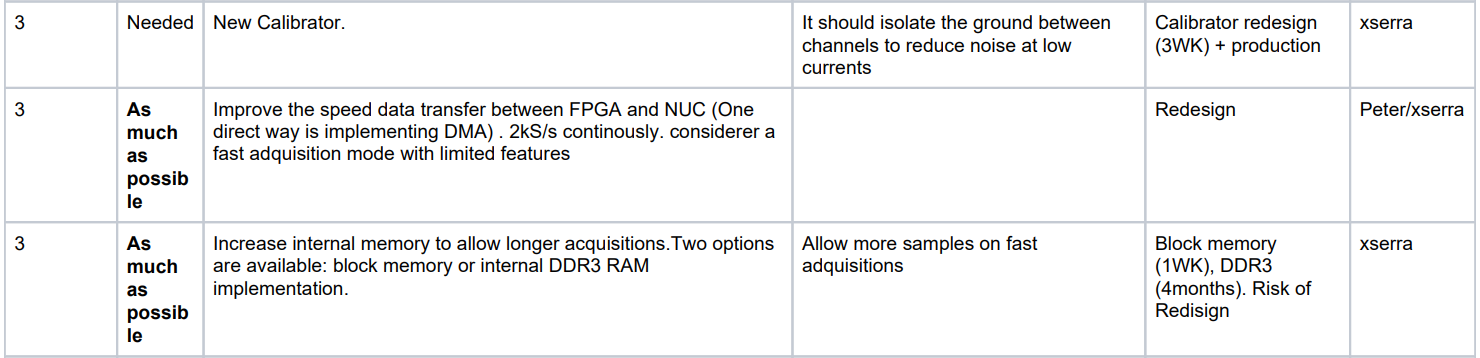 3
Needed
New Calibrator.
It should isolate the ground between
channels to reduce noise at low
currents
Calibrator redesign
(3WK) + production
xserra
3
As
much
as
possib
le
Improve the speed data transfer between FPGA and NUC (One
direct way is implementing DMA) . 2kS/s continously. considerer a
fast adquisition mode with limited features
Redesign
Peter/xserra
3
As
much
as
possib
le
Increase internal memory to allow longer acquisitions.Two options
are available: block memory or internal DDR3 RAM
implementation.
Allow more samples on fast
adquisitions
Block memory
(1WK), DDR3
(4months). Risk of
Redisign
xserra